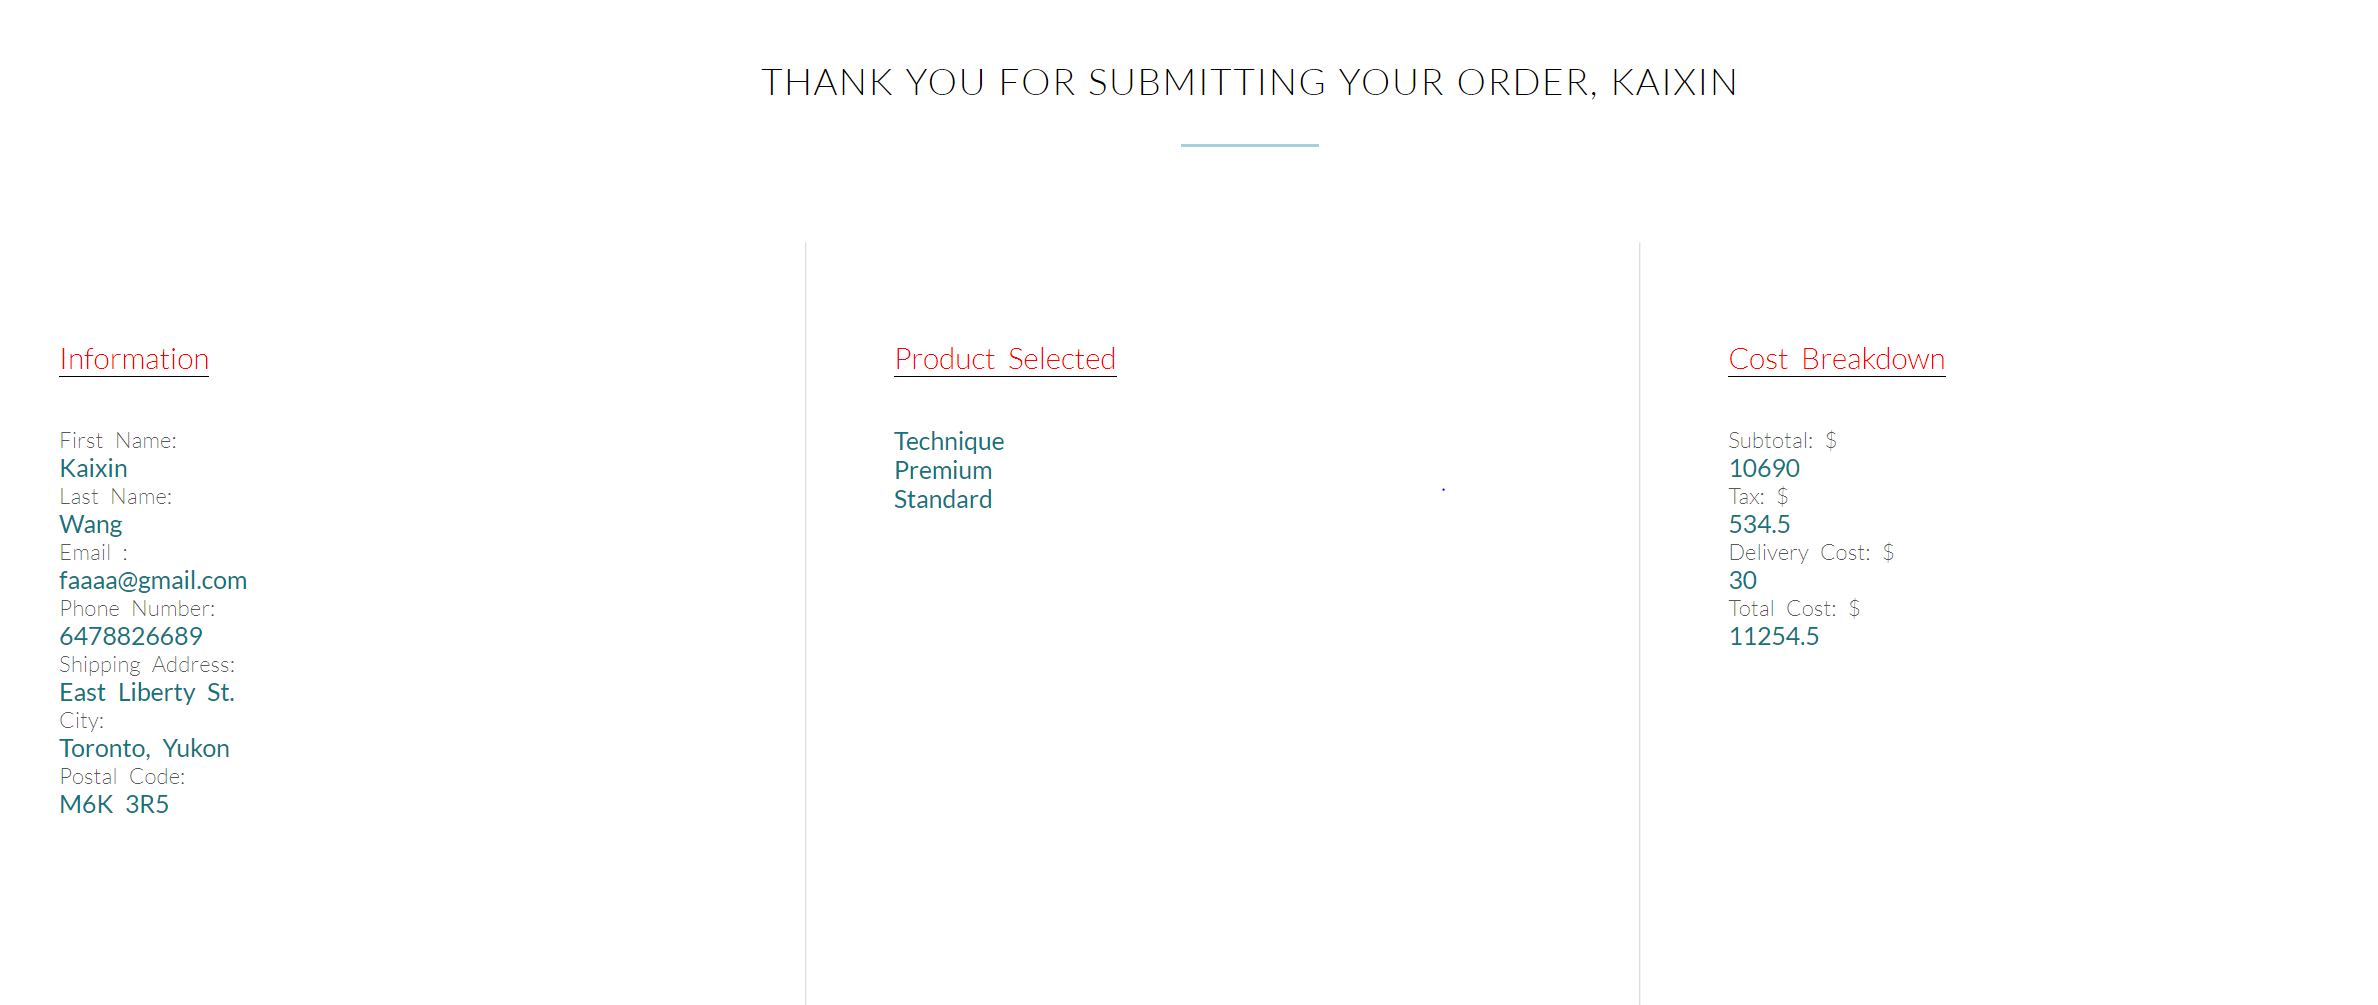 THANK YOU FOR SUBMITTING YOUR ORDER, KAIXIN
Information
First Name:
Kaixin
Last Name:
Wang
Email :
faaaa@gmail.com
Phone Number:
6478826689
Shipping Address:
East Liberty St.
City:
Toronto, Yukon
Postal Code:
M6K 3R5
Product Selected
Technique
Premium
Standard
Cost Breakdown
Subtotal: $
10690
Tax: $
534.5
Delivery Cost: $
30
Total Cost: $
11254.5